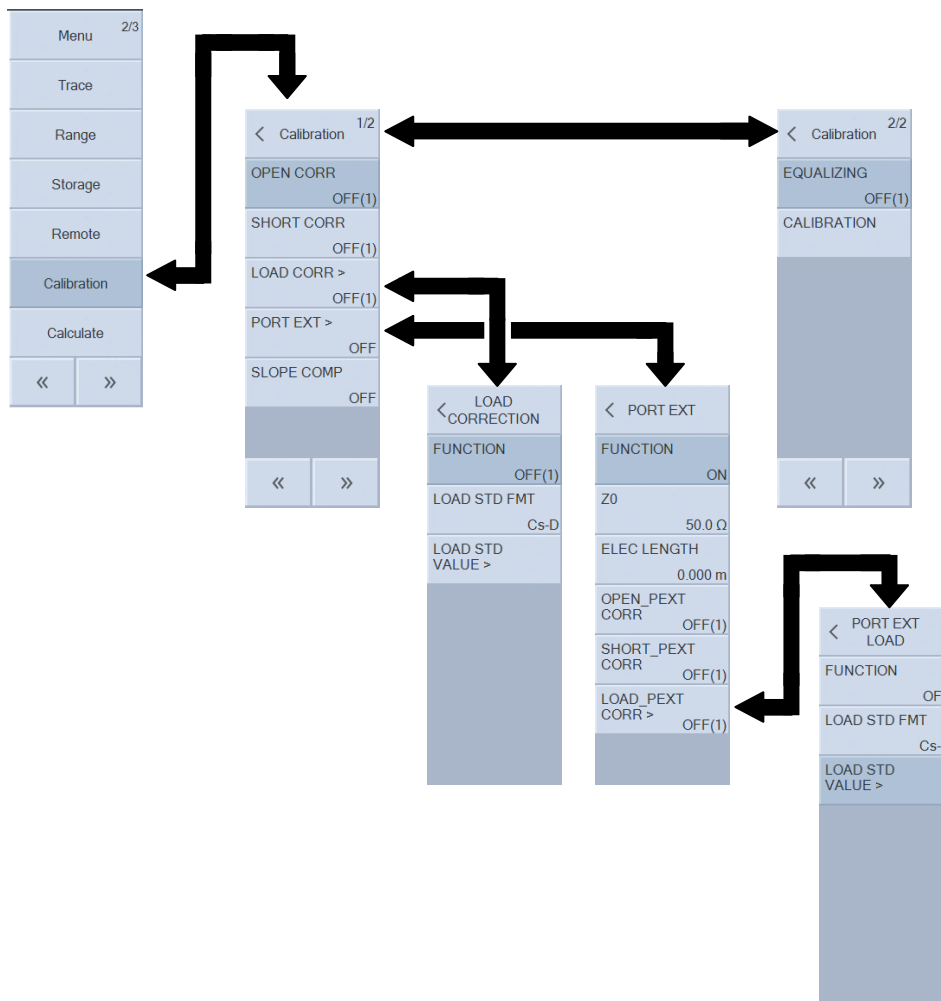 Menu 2/3
Trace
Range
Storage
Remote
Calibration
Calculate
« »
< Calibration 1/2
OPEN CORR
OFF(1)
SHORT CORR
OFF(1)
LOAD CORR >
OFF(1)
PORT EXT >
OFF
SLOPE COMP
OFF
« »
< Calibration 2/2
EQUALIZING
OFF(1)
CALIBRATION
« »
< LOAD
CORRECTION
FUNCTION
OFF(1)
LOAD STD FMT
Cs-D
LOAD STD
VALUE >
< PORT EXT
FUNCTION
ON
Z0
50.0 Ω
ELEC LENGTH
0.000 m
OPEN_PEXT
CORR
OFF(1)
SHORT_PEXT
CORR
OFF(1)
LOAD_PEXT
CORR >
OFF(1)
< PORT EXT
LOAD
FUNCTION
OF
LOAD STD FMT
Cs-
LOAD STD
VALUE >